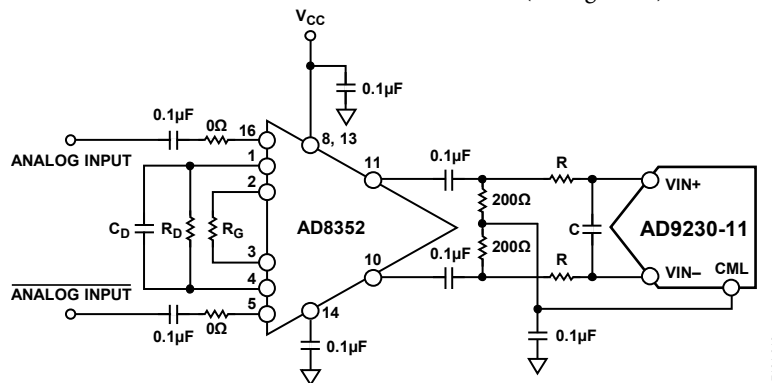 VCC
0.1µF
0.1µF
0Ω
16
8, 13
ANALOG INPUT
1
2
11
0.1µF
R
VIN+
200Ω
CD
RD
RG
AD8352
C
AD9230-11
200Ω
3
4
10
0.1µF
R
VIN–
CML
ANALOG INPUT
5
14
0.1µF
0Ω
0.1µF
0.1µF